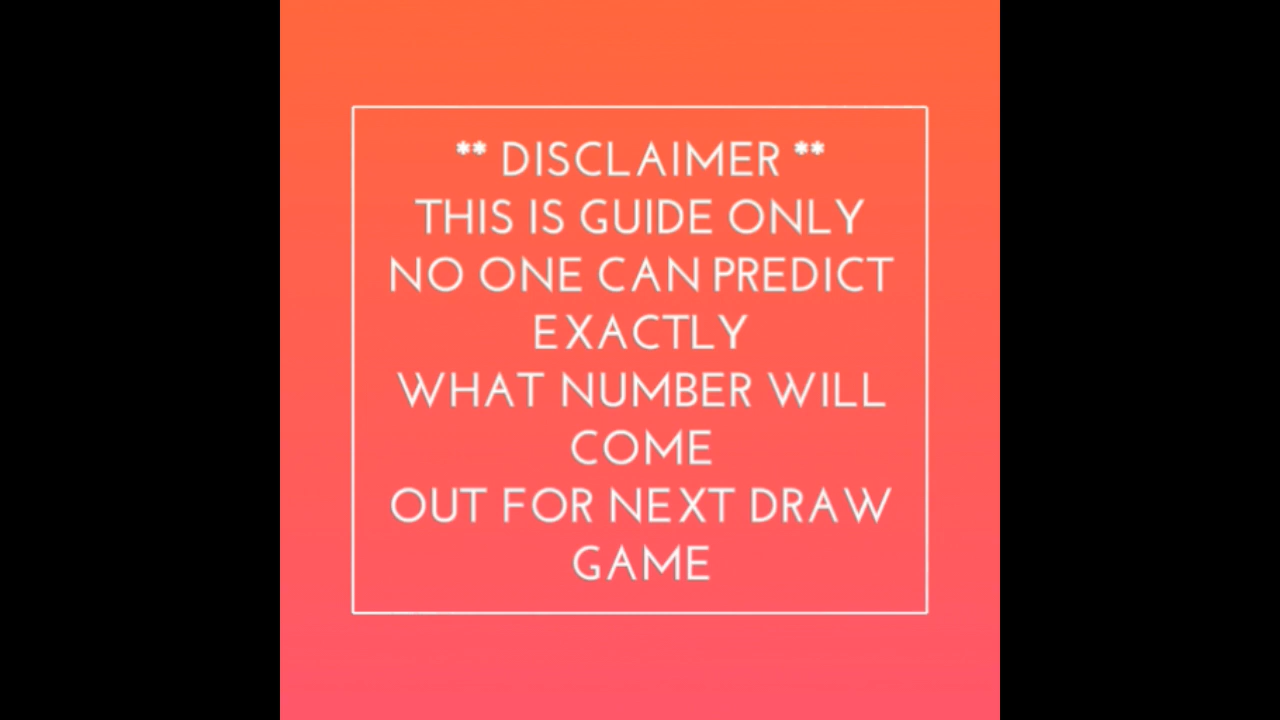 ** DISCLAIMER **
THIS IS GUIDE ONLY
NO ONE CAN PREDICT
EXACTLY
WHAT NUMBER WILL
COME
OUT FOR NEXT DRAW
GAME